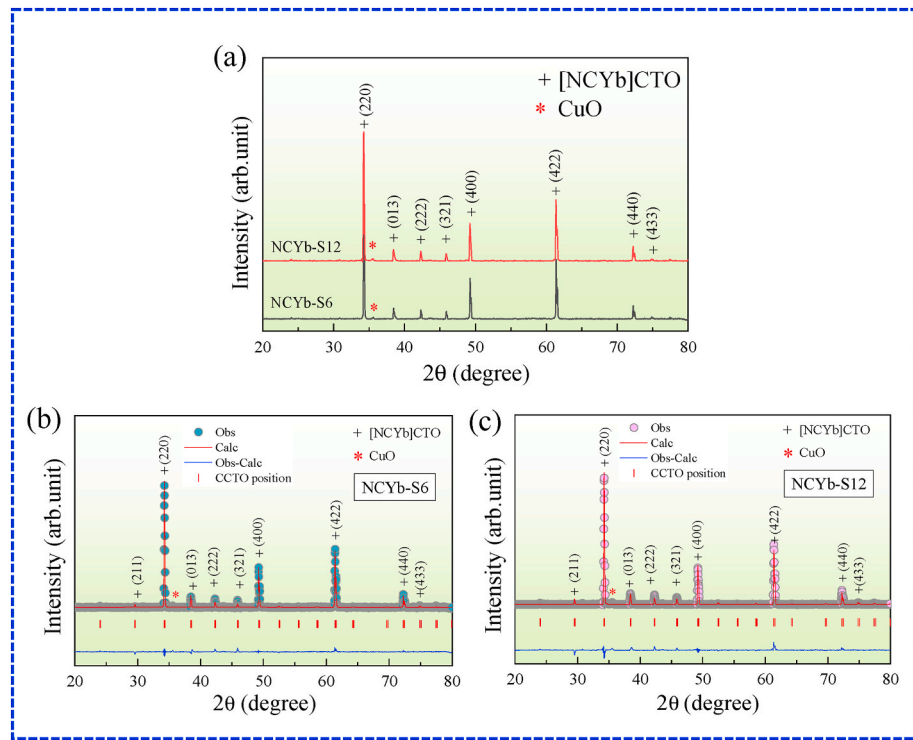 (a)
+ [NCYb]CTO
* CuO
+ (220)
+ (013)
+ (222)
+ (321)
+ (400)
+ (422)
+ (440)
+ (433)
*
NCYb-S12
NCYb-S6
*
Intensity (arb.unit)
20 30 40 50 60 70 80
2θ (degree)
(b)
Obs
Calc
Obs-Calc
CCTO position
+ [NCYb]CTO
* CuO
NCYb-S6
+ (211)
+ (220)
*
+ (013)
+ (222)
+ (321)
+ (400)
+ (422)
+ (440)
+ (433)
Intensity (arb.unit)
20 30 40 50 60 70 80
2θ (degree)
(c)
Obs
Calc
Obs-Calc
CCTO position
+ [NCYb]CTO
* CuO
NCYb-S12
+ (211)
+ (220)
*
+ (013)
+ (222)
+ (321)
+ (400)
+ (422)
+ (440)
+ (433)
Intensity (arb.unit)
20 30 40 50 60 70 80
2θ (degree)